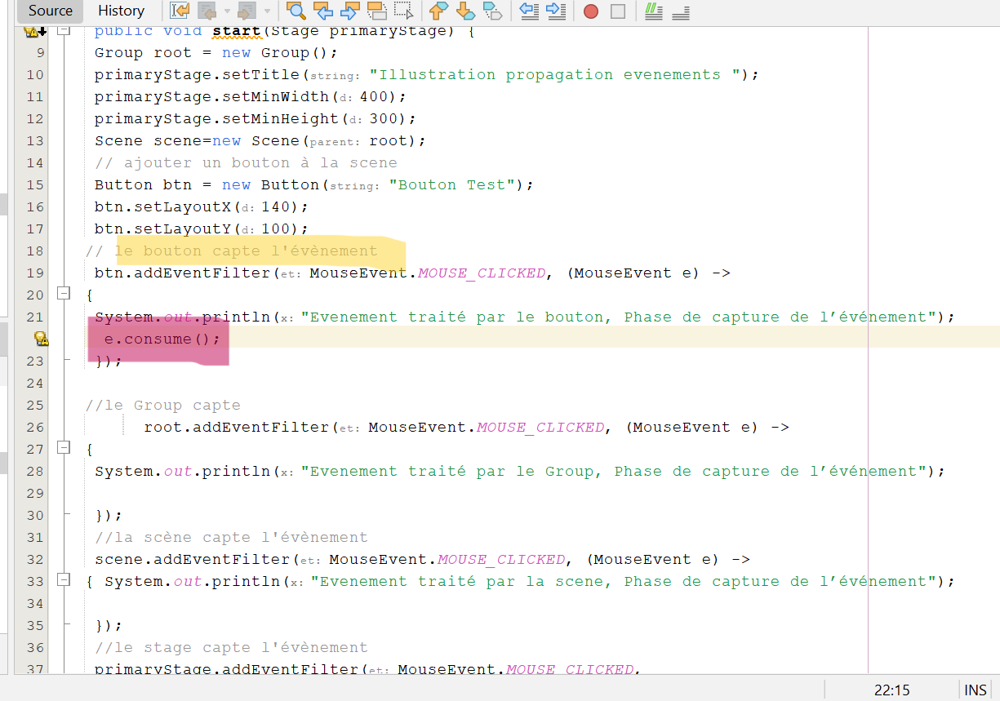 Source History
public void start(Stage primaryStage) {
9 Group root = new Group();
10 primaryStage.setTitle(string: "Illustration propagation evenements ");
11 primaryStage.setMinWidth(d: 400);
12 primaryStage.setMinHeight(d: 300);
13 Scene scene=new Scene(parent: root);
14 // ajouter un bouton à la scene
15 Button btn = new Button(string: "Bouton Test");
16 btn.setLayoutX(d: 140);
17 btn.setLayoutY(d: 100);
18 // le bouton capte l'évènement
19 btn.addEventFilter(et: MouseEvent.MOUSE_CLICKED, (MouseEvent e) ->
20 {
21 System.out.println(x: "Evenement traité par le bouton, Phase de capture de l’événement");
e.consume();
23 });
24
25 //le Group capte
26 root.addEventFilter(et: MouseEvent.MOUSE_CLICKED, (MouseEvent e) ->
27 {
28 System.out.println(x: "Evenement traité par le Group, Phase de capture de l’événement");
29
30 });
31 //la scène capte l'évènement
32 scene.addEventFilter(et: MouseEvent.MOUSE_CLICKED, (MouseEvent e) ->
33 { System.out.println(x: "Evenement traité par la scene, Phase de capture de l’événement");
34
35 });
36 //le stage capte l'évènement
37 primaryStage.addEventFilter(et: MouseEvent.MOUSE_CLICKED,
22:15 INS